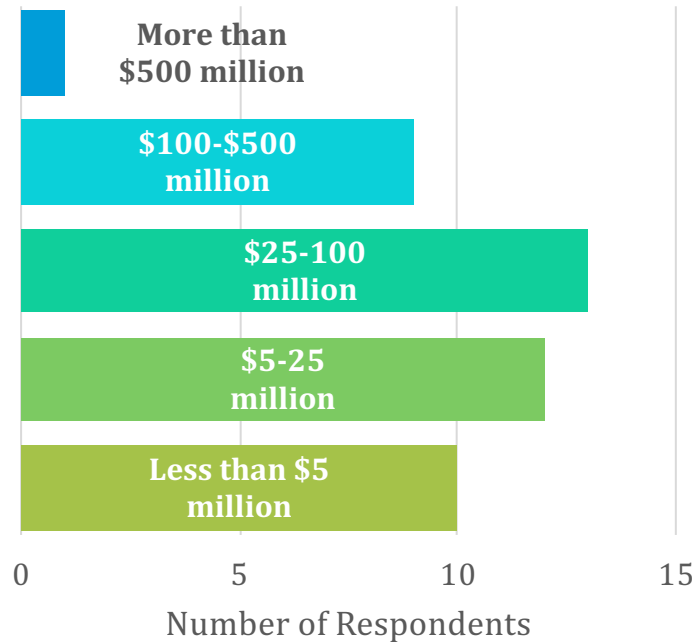 More than
$500 million
$100-$500
million
$25-100
million
$5-25
million
Less than $5
million
0 5 10 15
Number of Respondents